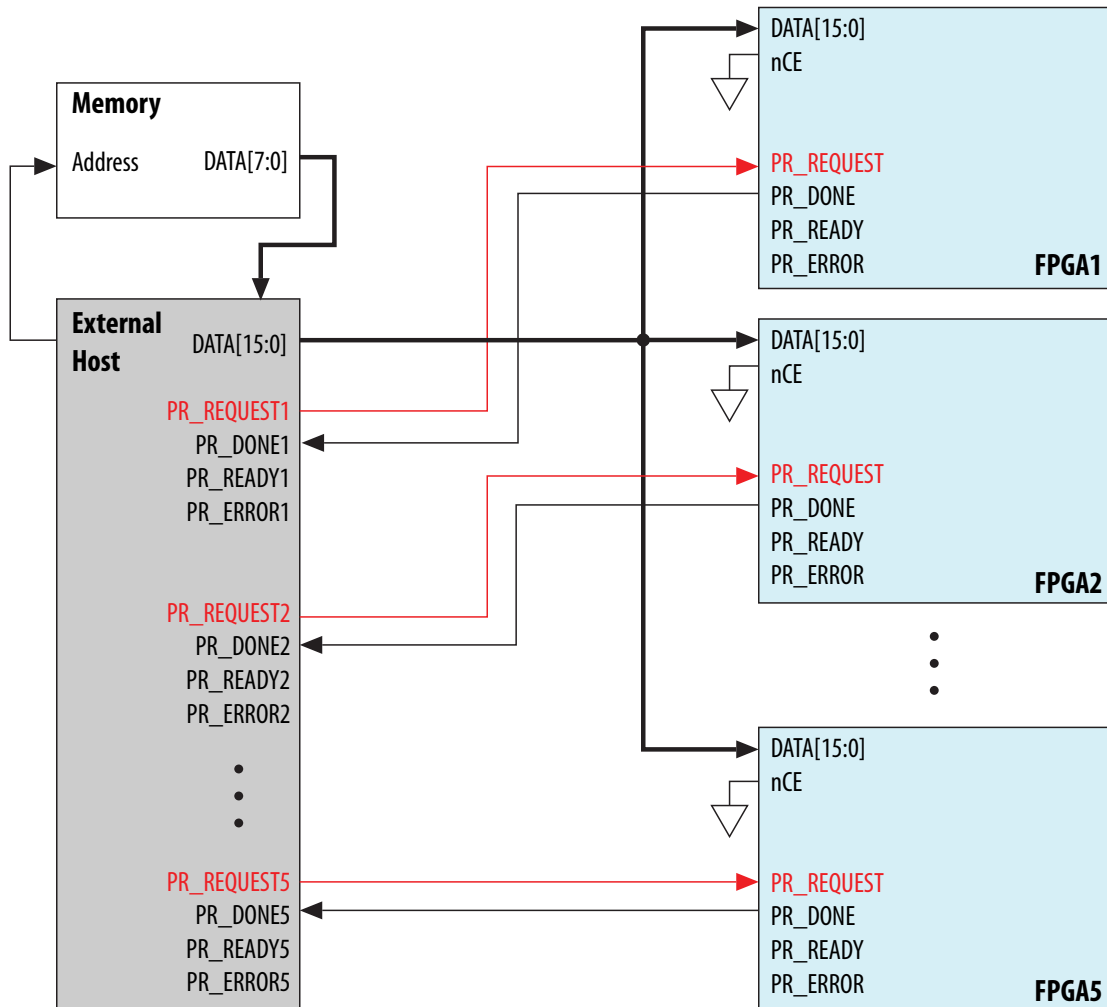 Memory
Address
DATA[7:0]
External
Host
DATA[15:0]
PR_REQUEST1
PR_DONE1
PR_READY1
PR_ERROR1
PR_REQUEST2
PR_DONE2
PR_READY2
PR_ERROR2
PR_REQUEST5
PR_DONE5
PR_READY5
PR_ERROR5
DATA[15:0]
nCE
PR_REQUEST
PR_DONE
PR_READY
PR_ERROR
FPGA1
DATA[15:0]
nCE
PR_REQUEST
PR_DONE
PR_READY
PR_ERROR
FPGA2
DATA[15:0]
nCE
PR_REQUEST
PR_DONE
PR_READY
PR_ERROR
FPGA5